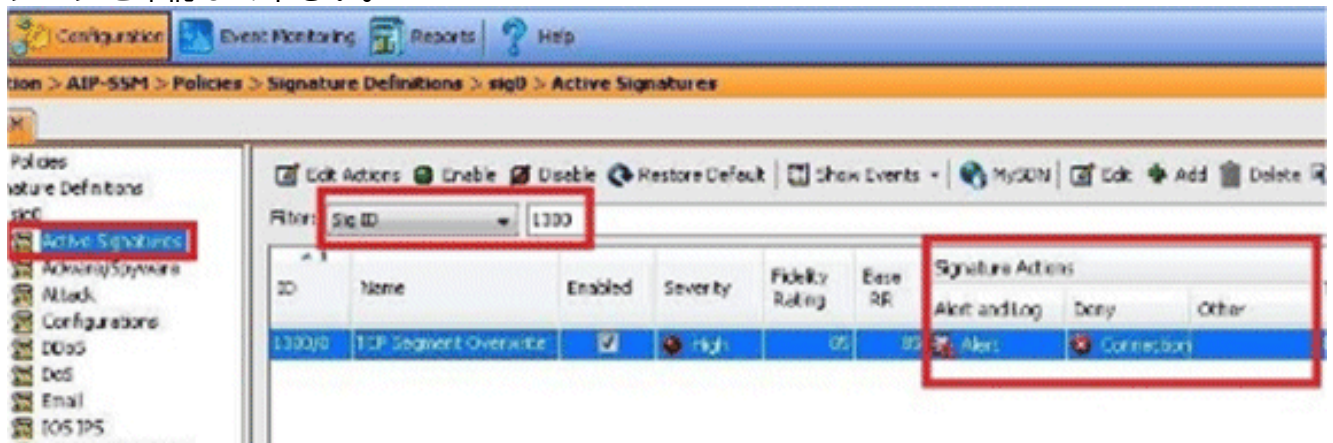 Configuration Event Monitoring Reports Help
tion > AIP-SSM > Policies > Signature Definitions > sig0 > Active Signatures
Policies
nature Definitions
sig0
Active Signatures
Adware/Spyware
Attack
Configurations
DDoS
DoS
Email
IOS IPS
Edit Actions Enable Disable Restore Default Show Events MySDN Edit Add Delete
Filter: Sig ID 1300
ID Name Enabled Severity Fidelity Rating Base RR Signature Actions
Alert and Log Deny Other
1300/0 TCP Segment Overwrite High 85 85 Alert Connection